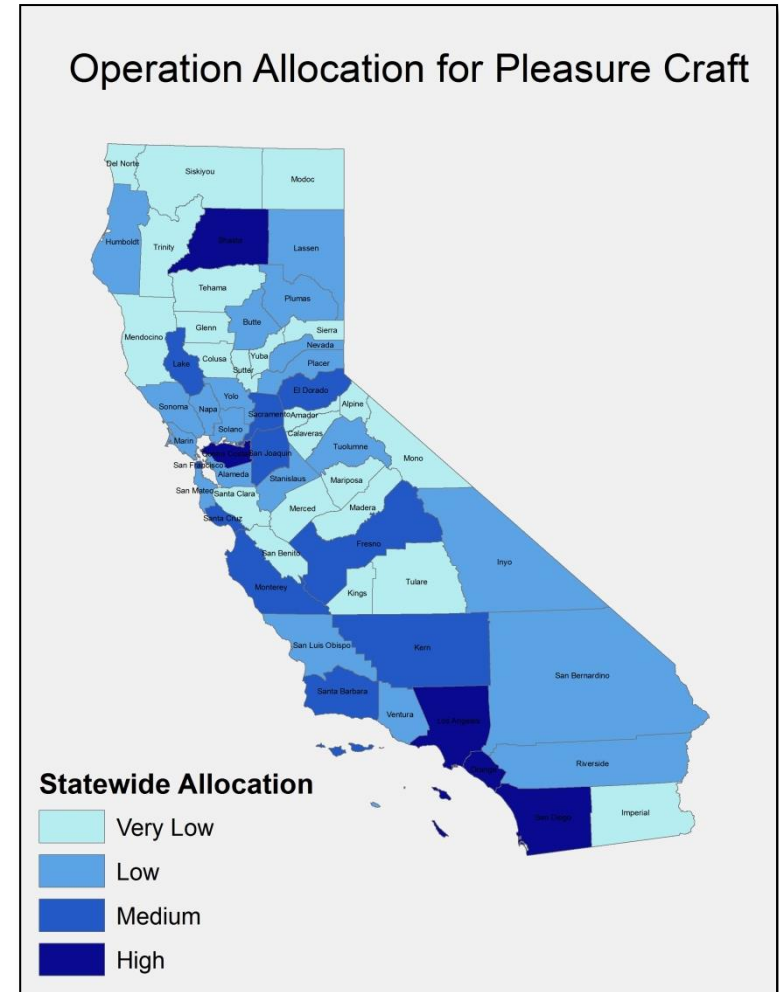 Operation Allocation for Pleasure Craft
Del Norte
Siskiyou
Modoc
Humboldt
Trinity
Shasta
Lassen
Tehama
Plumas
Mendocino
Glenn
Butte
Sierra
Lake
Colusa
Sutter
Yuba
Nevada
Placer
Sonoma
Napa
Yolo
El Dorado
Sacramento
Amador
Alpine
Marin
Solano
Calaveras
Contra Costa
San Joaquin
Tuolumne
Mono
San Francisco
Alameda
Stanislaus
San Mateo
Santa Clara
Mariposa
Santa Cruz
Merced
Madera
San Benito
Fresno
Inyo
Monterey
Kings
Tulare
San Luis Obispo
Kern
San Bernardino
Santa Barbara
Ventura
Los Angeles
Orange
Riverside
San Diego
Imperial
Statewide Allocation
Very Low
Low
Medium
High